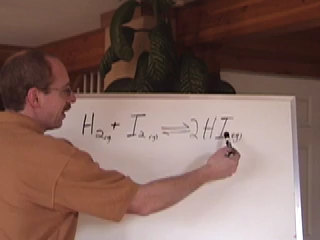 H₂(g) + I₂(g) ⇌ 2HI(g)